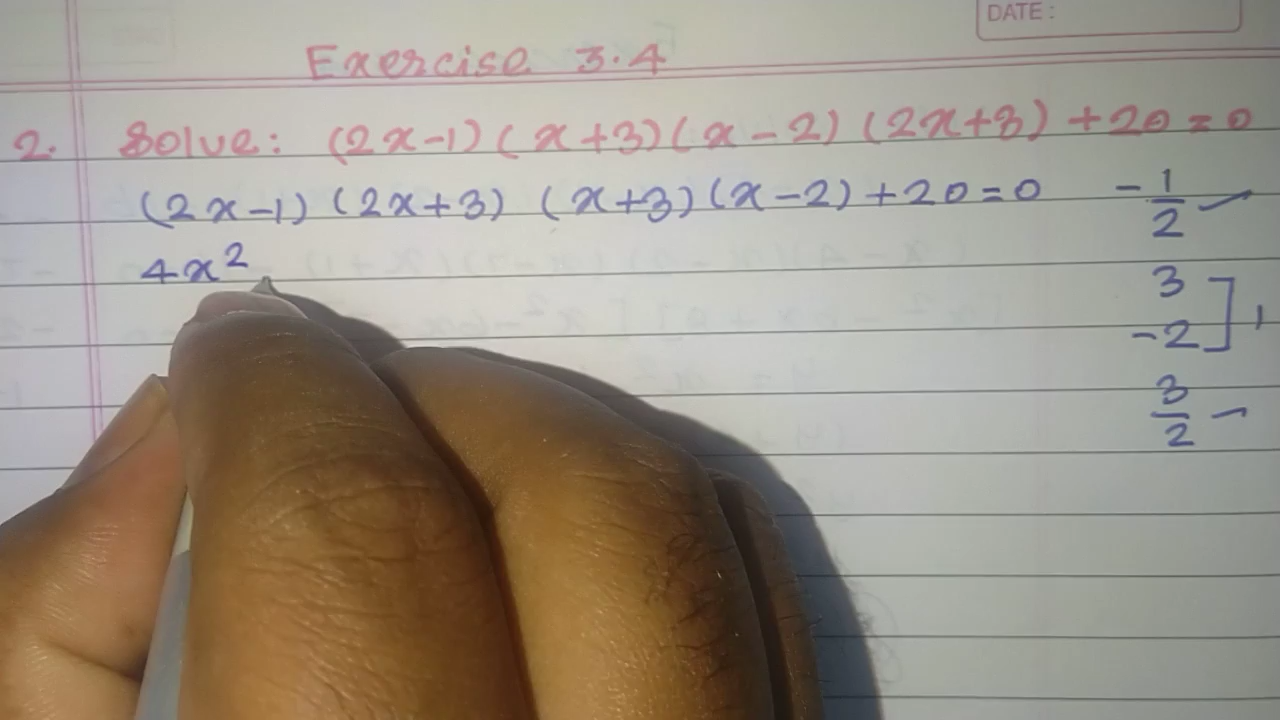 DATE:
Exercise 3.4
2. Solve: (2x-1)(x+3)(x-2)(2x+3)+20=0
(2x-1)(2x+3)(x+3)(x-2)+20=0
4x²
-1/2
3
-2 ] 1
3/2 -